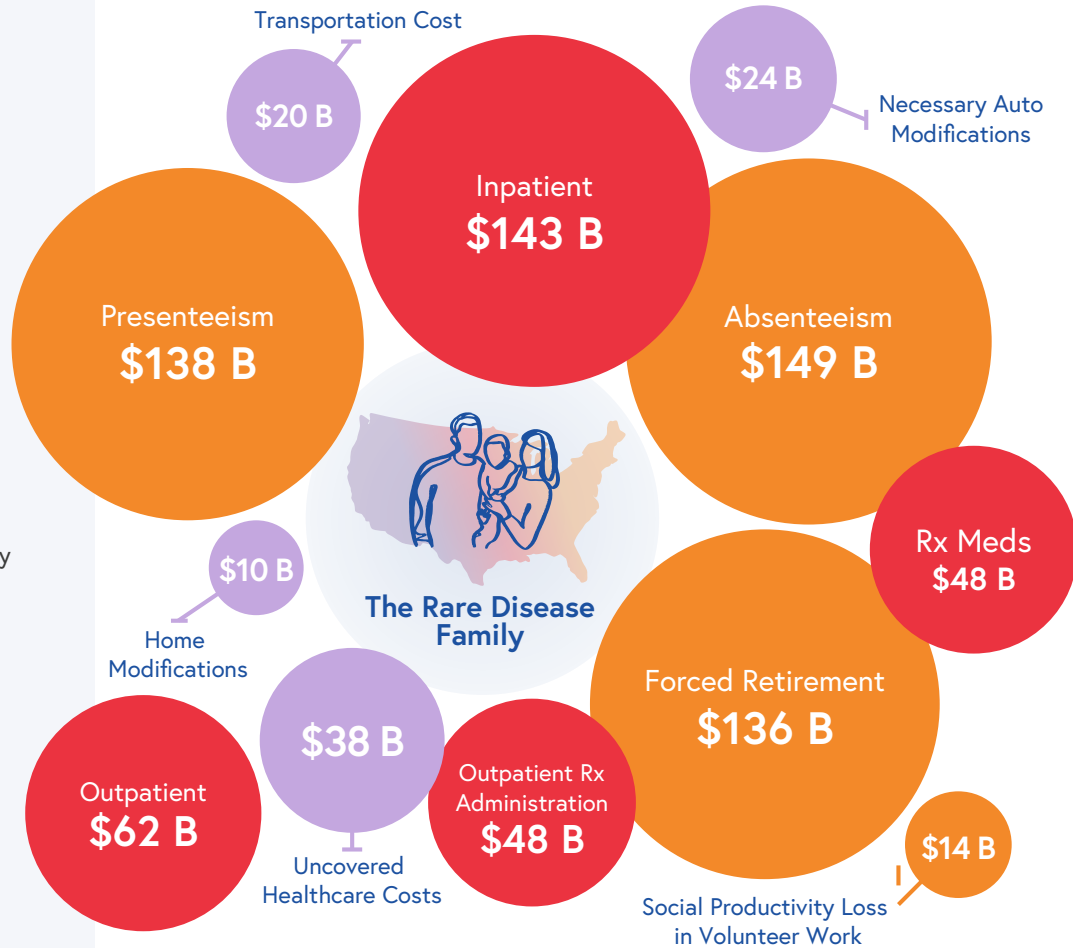 Transportation Cost
$20 B
$24 B
Necessary Auto
Modifications
Inpatient
$143 B
Presenteeism
$138 B
Absenteeism
$149 B
Rx Meds
$48 B
y
$10 B
Home
Modifications
The Rare Disease
Family
Forced Retirement
$136 B
$38 B
Uncovered
Healthcare Costs
Outpatient
$62 B
Outpatient Rx
Administration
$48 B
$14 B
Social Productivity Loss
in Volunteer Work